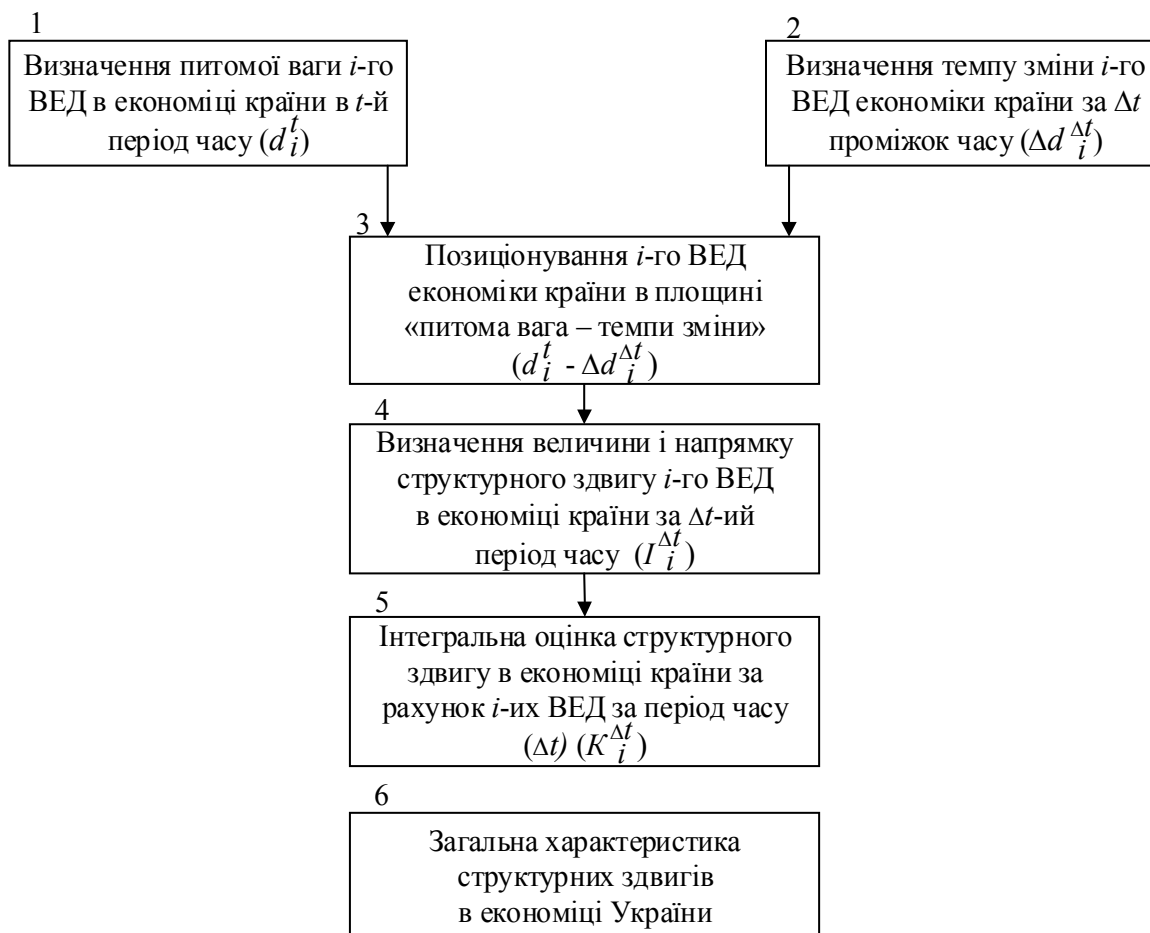 1
Визначення питомої ваги i-го
ВЕД в економіці країни в t-й
період часу (d_i^t)
2
Визначення темпу зміни i-го
ВЕД економіки країни за Δt
проміжок часу (Δd_i^{Δt})
3
Позиціонування i-го ВЕД
економіки країни в площині
«питома вага – темпи зміни»
(d_i^t - Δd_i^{Δt})
4
Визначення величини і напрямку
структурного здвигу i-го ВЕД
в економіці країни за Δt-ий
період часу (I_i^{Δt})
5
Інтегральна оцінка структурного
здвигу в економіці країни за
рахунок i-их ВЕД за період часу
(Δt) (К_i^{Δt})
6
Загальна характеристика
структурних здвигів
в економіці України